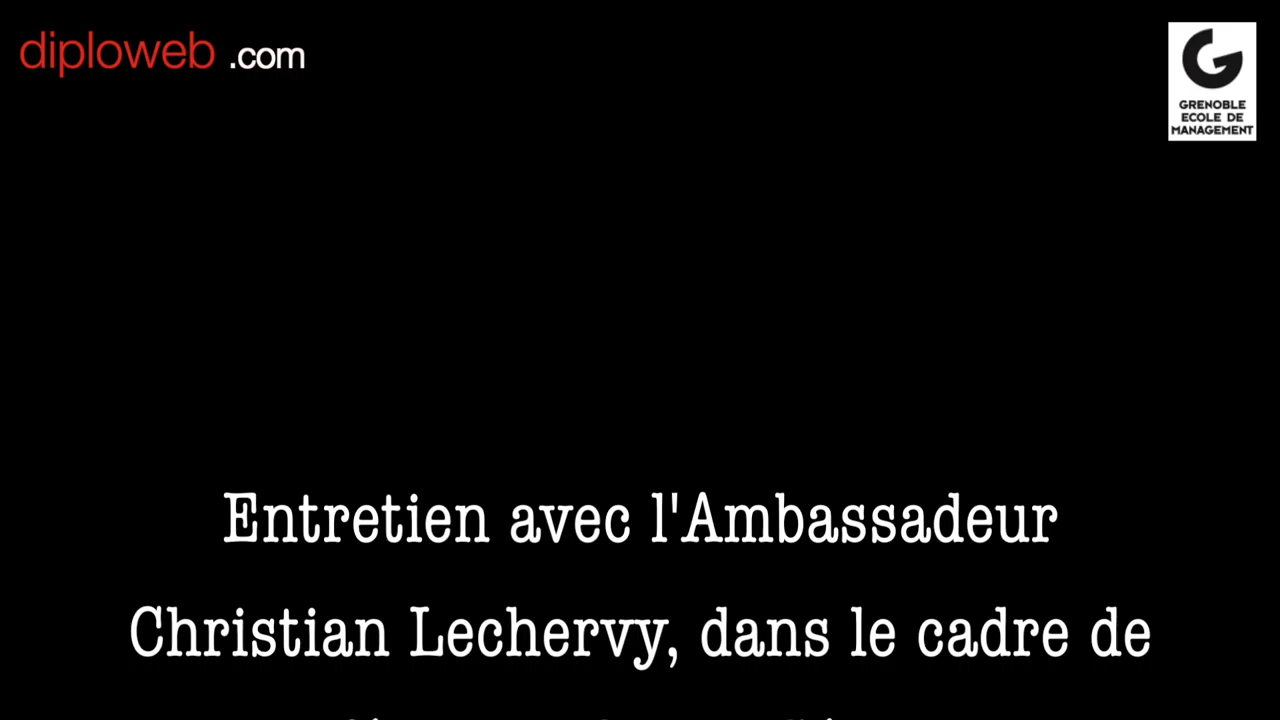 diploweb .com
GRENOBLE
ECOLE DE
MANAGEMENT
Entretien avec l'Ambassadeur
Christian Lechervy, dans le cadre de